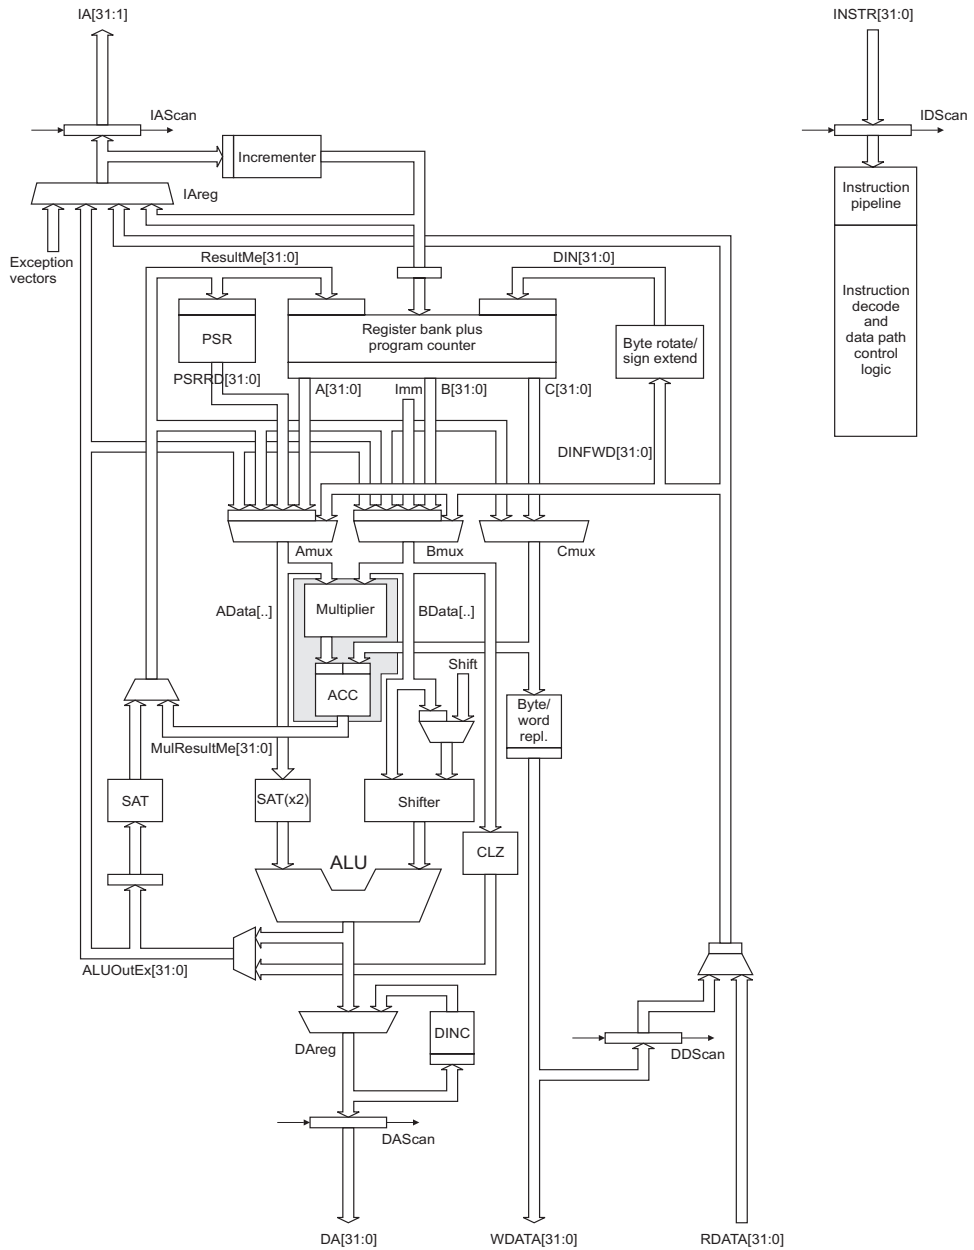 IA[31:1]
INSTR[31:0]
IAScan
IDScan
Incrementer
IAreg
Instruction
pipeline
Exception
vectors
ResultMe[31:0]
DIN[31:0]
PSR
Register bank plus
program counter
Byte rotate/
sign extend
Instruction
decode
and
data path
control
logic
PSRRD[31:0]
A[31:0]
Imm
B[31:0]
C[31:0]
DINFWD[31:0]
Amux
Bmux
Cmux
AData[..]
Multiplier
BData[..]
Shift
ACC
Byte/
word
repl.
MulResultMe[31:0]
SAT
SAT(x2)
Shifter
ALU
CLZ
ALUOutEx[31:0]
DINC
DAreg
DDScan
DAScan
DA[31:0]
WDATA[31:0]
RDATA[31:0]